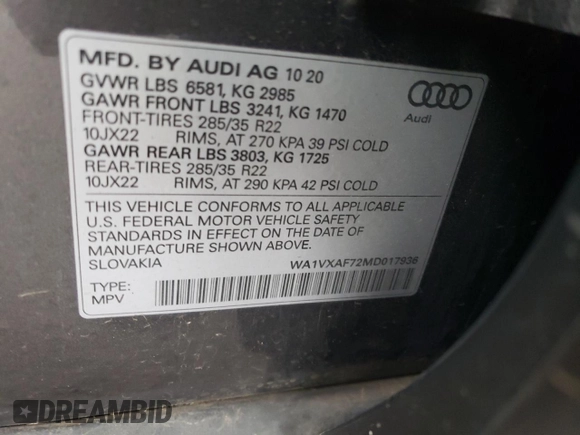 MFD. BY AUDI AG 10 20
GVWR LBS 6581, KG 2985
GAWR FRONT LBS 3241, KG 1470
FRONT-TIRES 285/35 R22
10JX22 RIMS, AT 270 KPA 39 PSI COLD
GAWR REAR LBS 3803, KG 1725
REAR-TIRES 285/35 R22
10JX22 RIMS, AT 290 KPA 42 PSI COLD
Audi
THIS VEHICLE CONFORMS TO ALL APPLICABLE
U.S. FEDERAL MOTOR VEHICLE SAFETY
STANDARDS IN EFFECT ON THE DATE OF
MANUFACTURE SHOWN ABOVE.
SLOVAKIA WA1VXAF72MD017936
TYPE:
MPV
DREAMBID